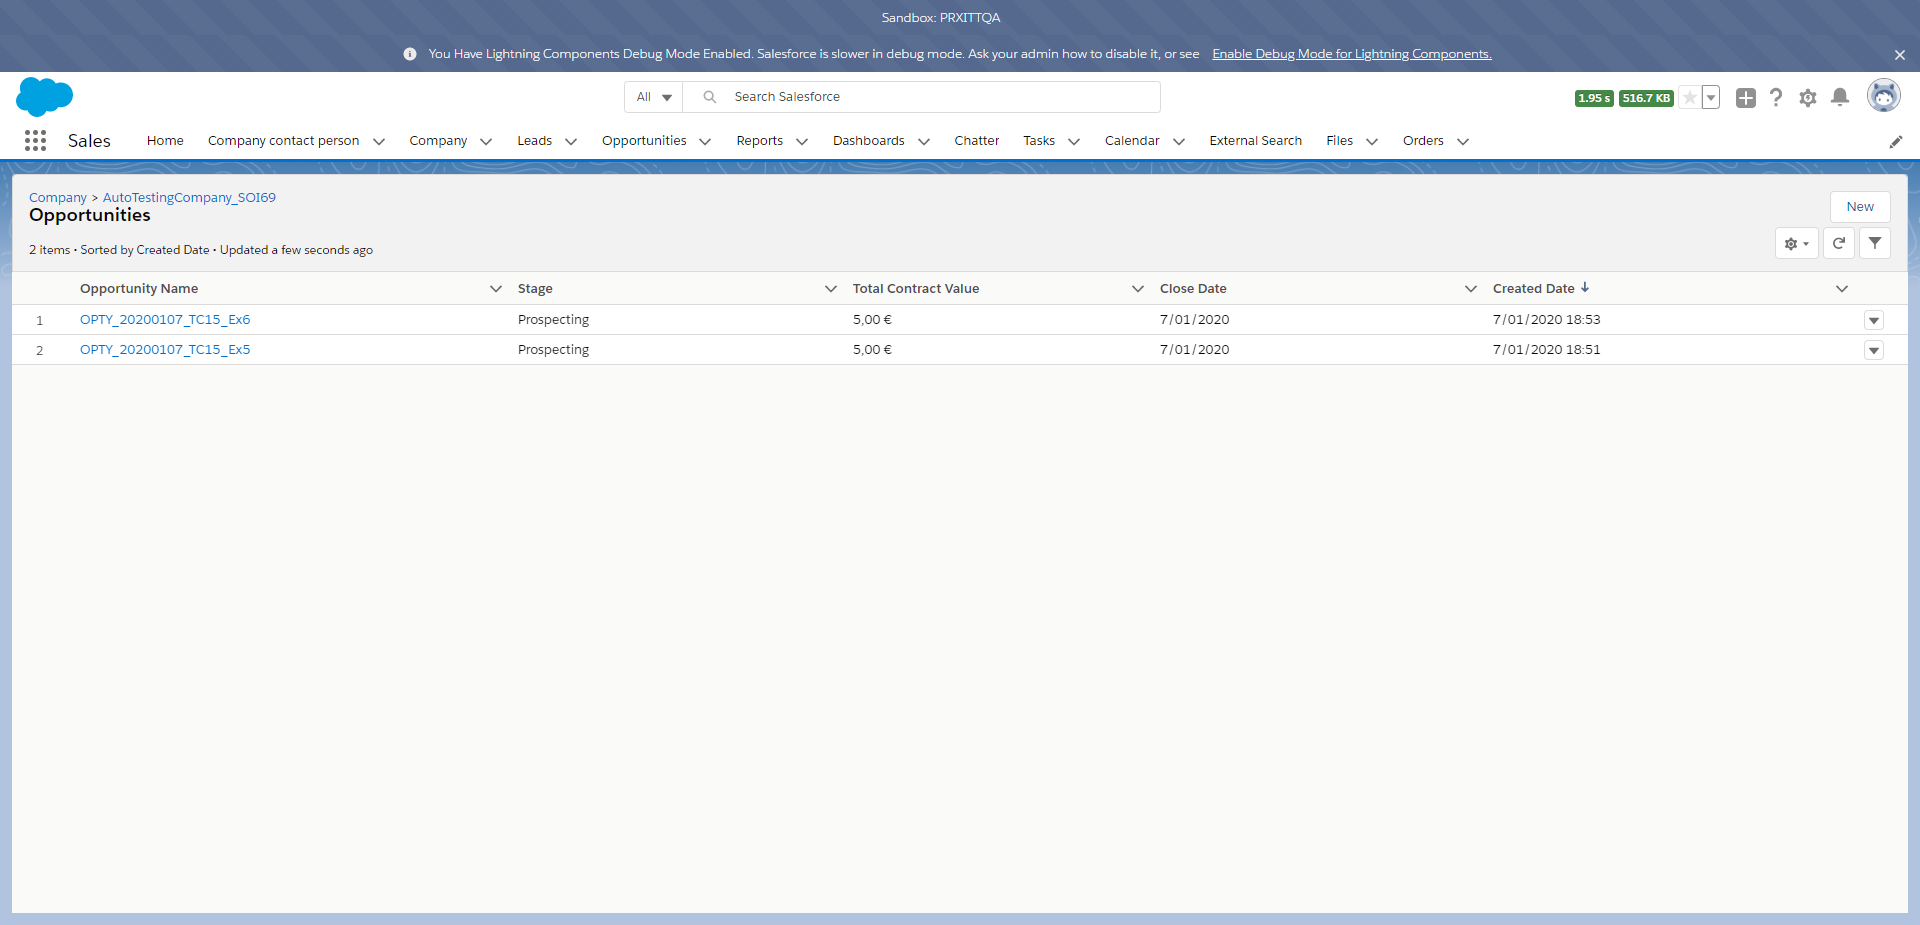 Sandbox: PRXITTQA
You Have Lightning Components Debug Mode Enabled. Salesforce is slower in debug mode. Ask your admin how to disable it, or see Enable Debug Mode for Lightning Components.
All Search Salesforce 1.95 s 516.7 KB
Sales Home Company contact person Company Leads Opportunities Reports Dashboards Chatter Tasks Calendar External Search Files Orders
Company > AutoTestingCompany_SOI69
Opportunities
New
2 items • Sorted by Created Date • Updated a few seconds ago
Opportunity Name Stage Total Contract Value Close Date Created Date
1 OPTY_20200107_TC15_Ex6 Prospecting 5,00 € 7/01/2020 7/01/2020 18:53
2 OPTY_20200107_TC15_Ex5 Prospecting 5,00 € 7/01/2020 7/01/2020 18:51